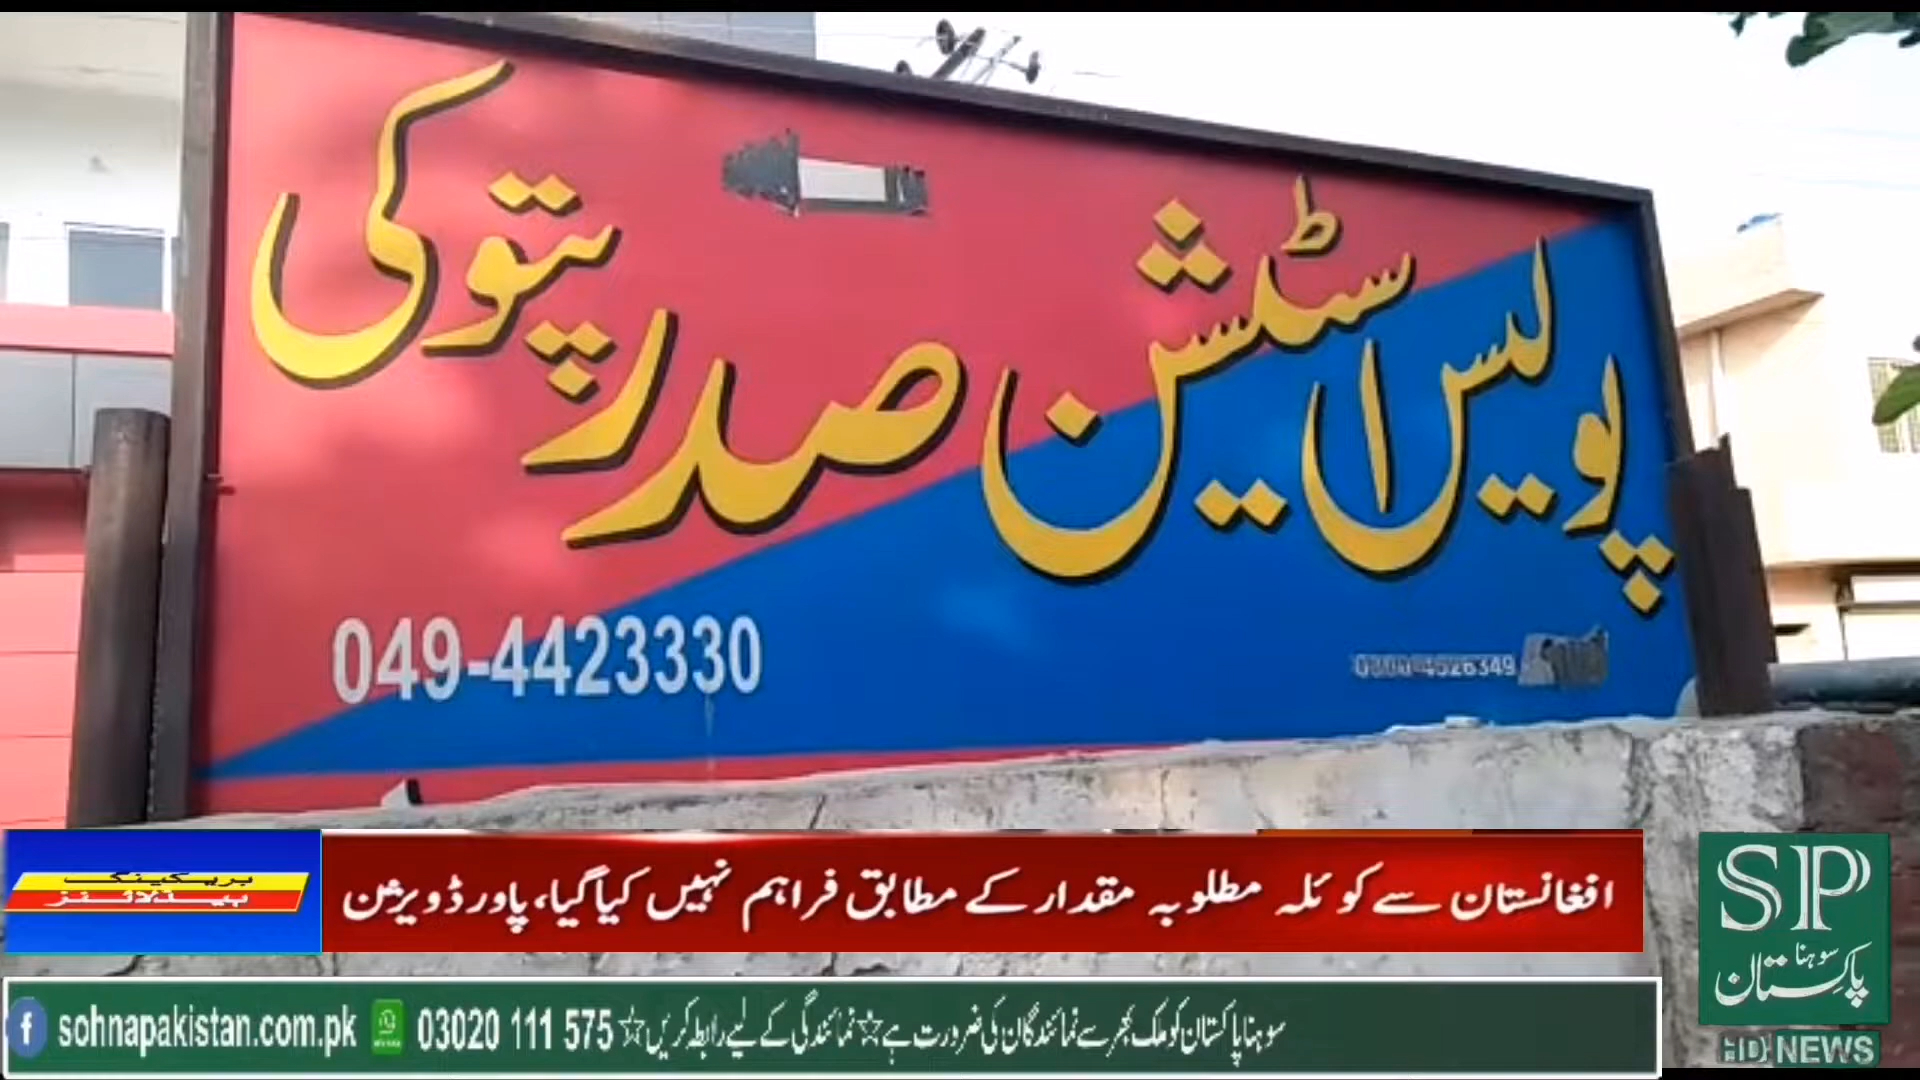 پولیس اسٹیشن صدر پتوکی
049-4423330
بریکینگ
ہیڈلائنز
افغانستان سے کوئلہ مطلوبہ مقدار کے مطابق فراہم نہیں کیا گیا، پاور ڈویژن
SP
سوہنا
پاکستان
HD NEWS
sohnapakistan.com.pk
03020 111 575
سوہنا پاکستان کو ملک بھر سے نمائندگان کی ضرورت ہے☆نمائندگی کے لیے رابطہ کریں☆